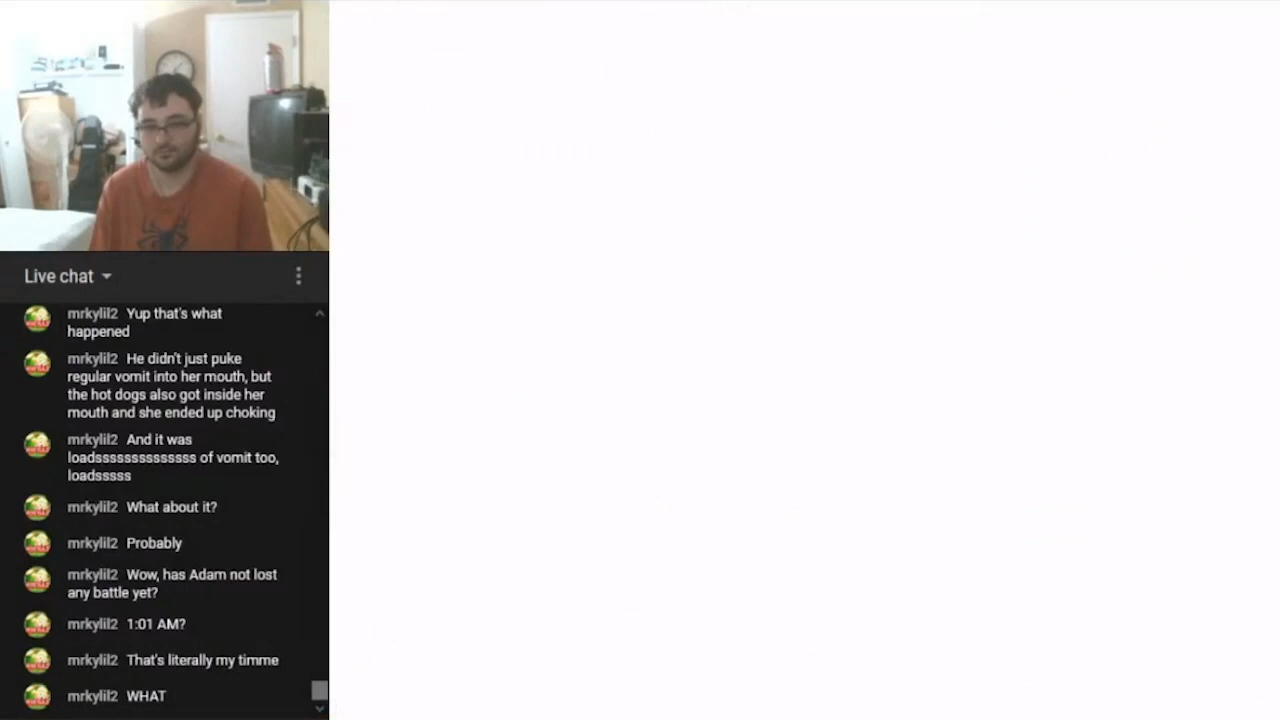 Live chat
mrkylil2 Yup that's what
happened
mrkylil2 He didn't just puke
regular vomit into her mouth, but
the hot dogs also got inside her
mouth and she ended up choking
mrkylil2 And it was
loadssssssssssssss of vomit too,
loadsssss
mrkylil2 What about it?
mrkylil2 Probably
mrkylil2 Wow, has Adam not lost
any battle yet?
mrkylil2 1:01 AM?
mrkylil2 That's literally my timme
mrkylil2 WHAT